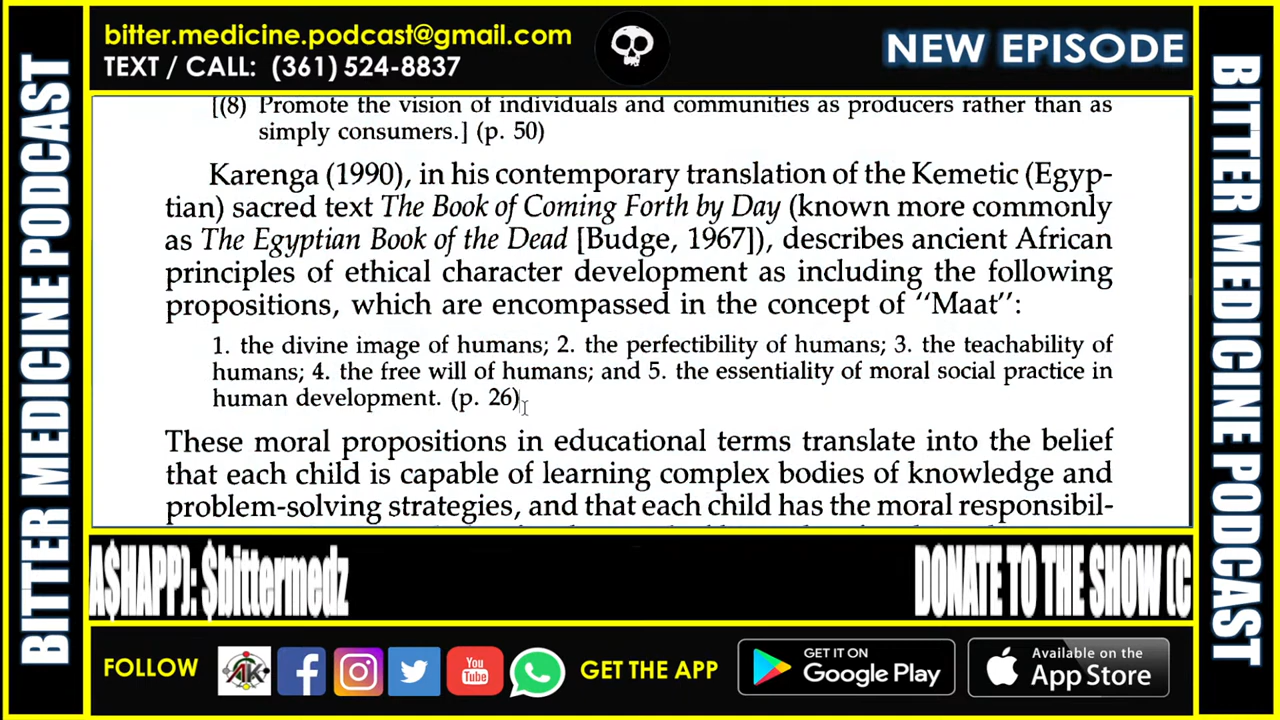 bitter.medicine.podcast@gmail.com
TEXT / CALL: (361) 524-8837
NEW EPISODE
BITTER MEDICINE PODCAST
BITTER MEDICINE PODCAST
[(8) Promote the vision of individuals and communities as producers rather than as
simply consumers.] (p. 50)
Karenga (1990), in his contemporary translation of the Kemetic (Egyp-
tian) sacred text The Book of Coming Forth by Day (known more commonly
as The Egyptian Book of the Dead [Budge, 1967]), describes ancient African
principles of ethical character development as including the following
propositions, which are encompassed in the concept of ‘‘Maat’’:
1. the divine image of humans; 2. the perfectibility of humans; 3. the teachability of
humans; 4. the free will of humans; and 5. the essentiality of moral social practice in
human development. (p. 26)
These moral propositions in educational terms translate into the belief
that each child is capable of learning complex bodies of knowledge and
problem-solving strategies, and that each child has the moral responsibil-
A$HAPP): $bittermedz
DONATE TO THE SHOW (C
FOLLOW
AK
You
Tube
GET THE APP
GET IT ON
Google Play
Available on the
App Store